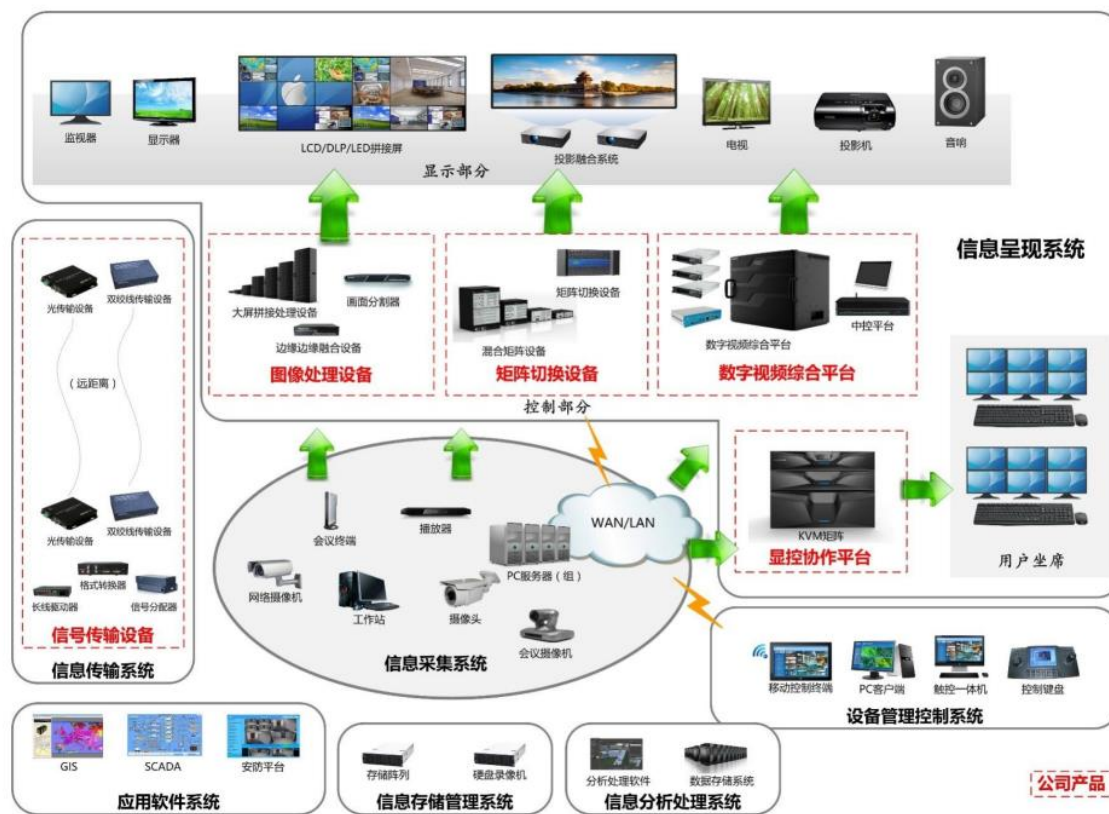 监视器
显示器
LCD/DLP/LED拼接屏
投影融合系统
电视
投影机
音响
显示部分
信息呈现系统
大屏拼接处理设备
画面分割器
边缘边缘融合设备
图像处理设备
矩阵切换设备
混合矩阵设备
矩阵切换设备
数字视频综合平台
中控平台
数字视频综合平台
控制部分
光传输设备
双绞线传输设备
（远距离）
光传输设备
双绞线传输设备
格式转换器
长线驱动器
信号分配器
信号传输设备
信息传输系统
会议终端
播放器
WAN/LAN
PC服务器（组）
网络摄像机
工作站
摄像头
会议摄像机
信息采集系统
KVM矩阵
显控协作平台
用户坐席
移动控制终端
PC客户端
触控一体机
控制键盘
设备管理控制系统
GIS
SCADA
安防平台
应用软件系统
存储阵列
硬盘录像机
信息存储管理系统
分析处理软件
数据存储系统
信息分析处理系统
公司产品